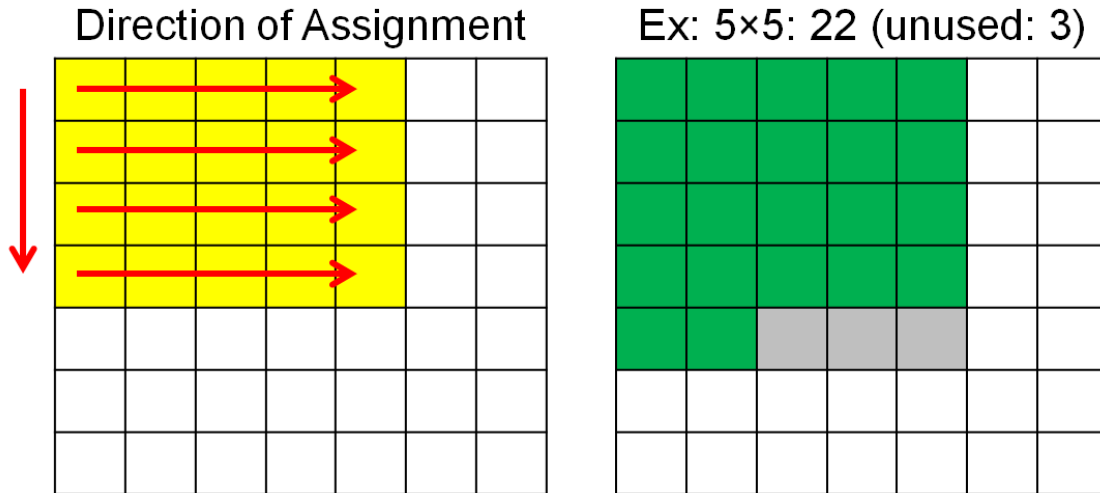 Direction of Assignment
Ex: 5×5: 22 (unused: 3)